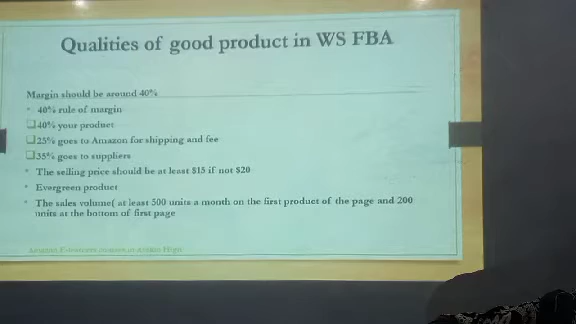 Qualities of good product in WS FBA
Margin should be around 40%
40% rule of margin
40% your product
25% goes to Amazon for shipping and fee
35% goes to suppliers
The selling price should be at least $15 if not $20
Evergreen product
The sales volume( at least 500 units a month on the first product of the page and 200
units at the bottom of first page
Amazon